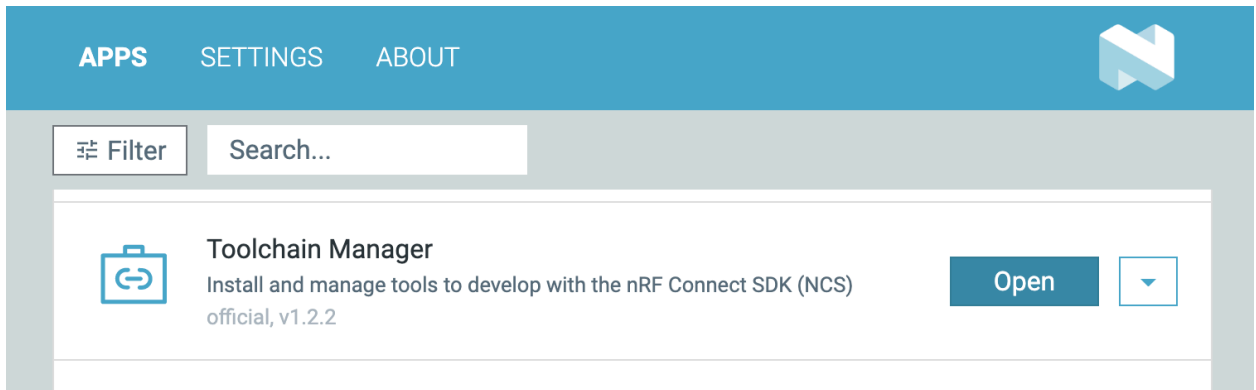 APPS SETTINGS ABOUT
Filter Search...
Toolchain Manager
Install and manage tools to develop with the nRF Connect SDK (NCS)
official, v1.2.2
Open